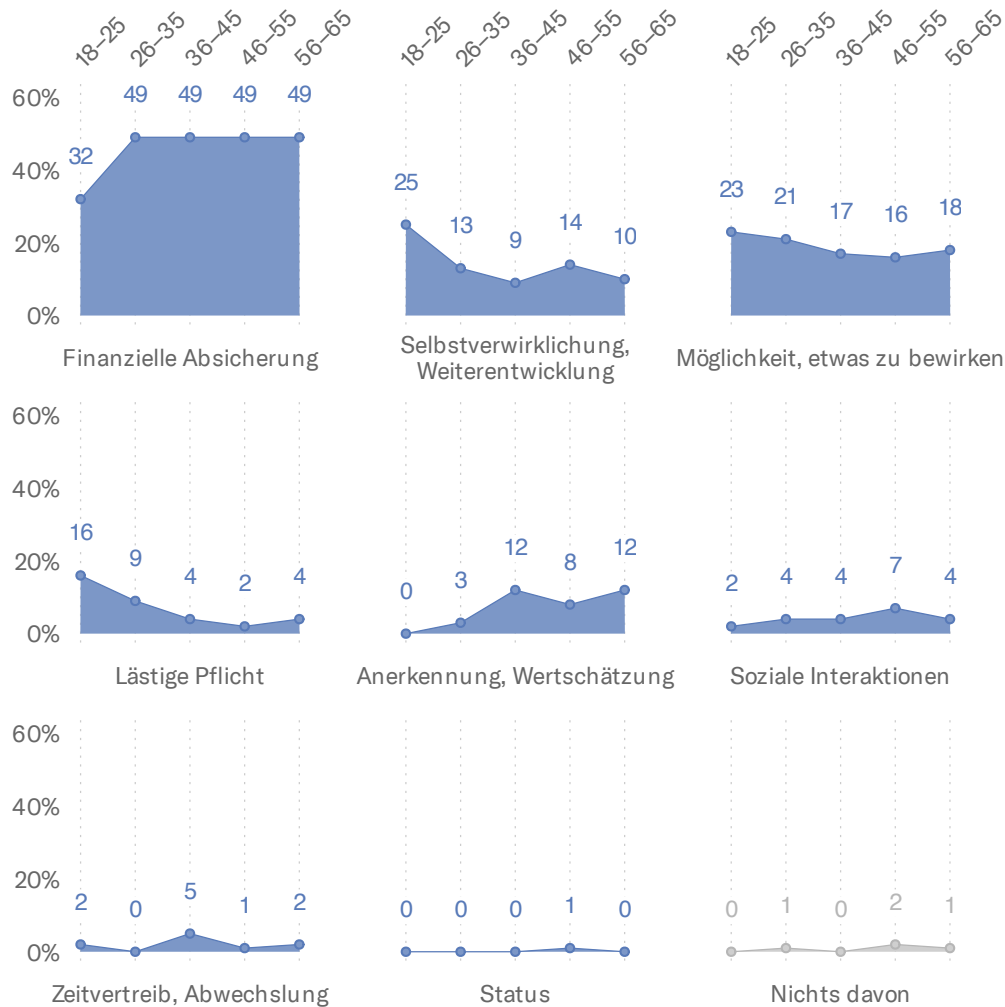 18–25 26–35 36–45 46–55 56–65 18–25 26–35 36–45 46–55 56–65 18–25 26–35 36–45 46–55 56–65
60%
49 49 49 49
32
40%
25
13
9
14
10
23
21
17
16
18
20%
0%
Finanzielle Absicherung
Selbstverwirklichung,
Weiterentwicklung
Möglichkeit, etwas zu bewirken
60%
40%
16
9
4
2
4
0
3
12
8
12
2
4
4
7
4
20%
0%
Lästige Pflicht
Anerkennung, Wertschätzung
Soziale Interaktionen
60%
40%
20%
2 0 5 1 2
0 0 0 1 0
0 1 0 2 1
0%
Zeitvertreib, Abwechslung
Status
Nichts davon